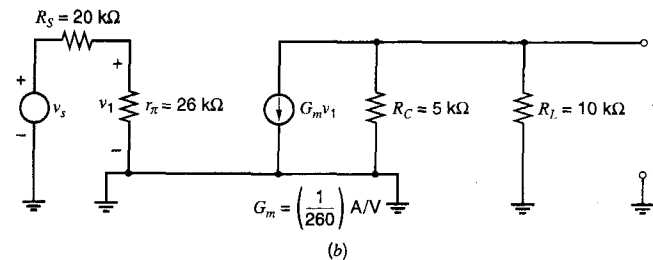 R_S = 20 kΩ
+
+
v_s
v_1
r_π = 26 kΩ
G_m v_1
R_C = 5 kΩ
R_L = 10 kΩ
−
−
G_m = (1/260) A/V
(b)